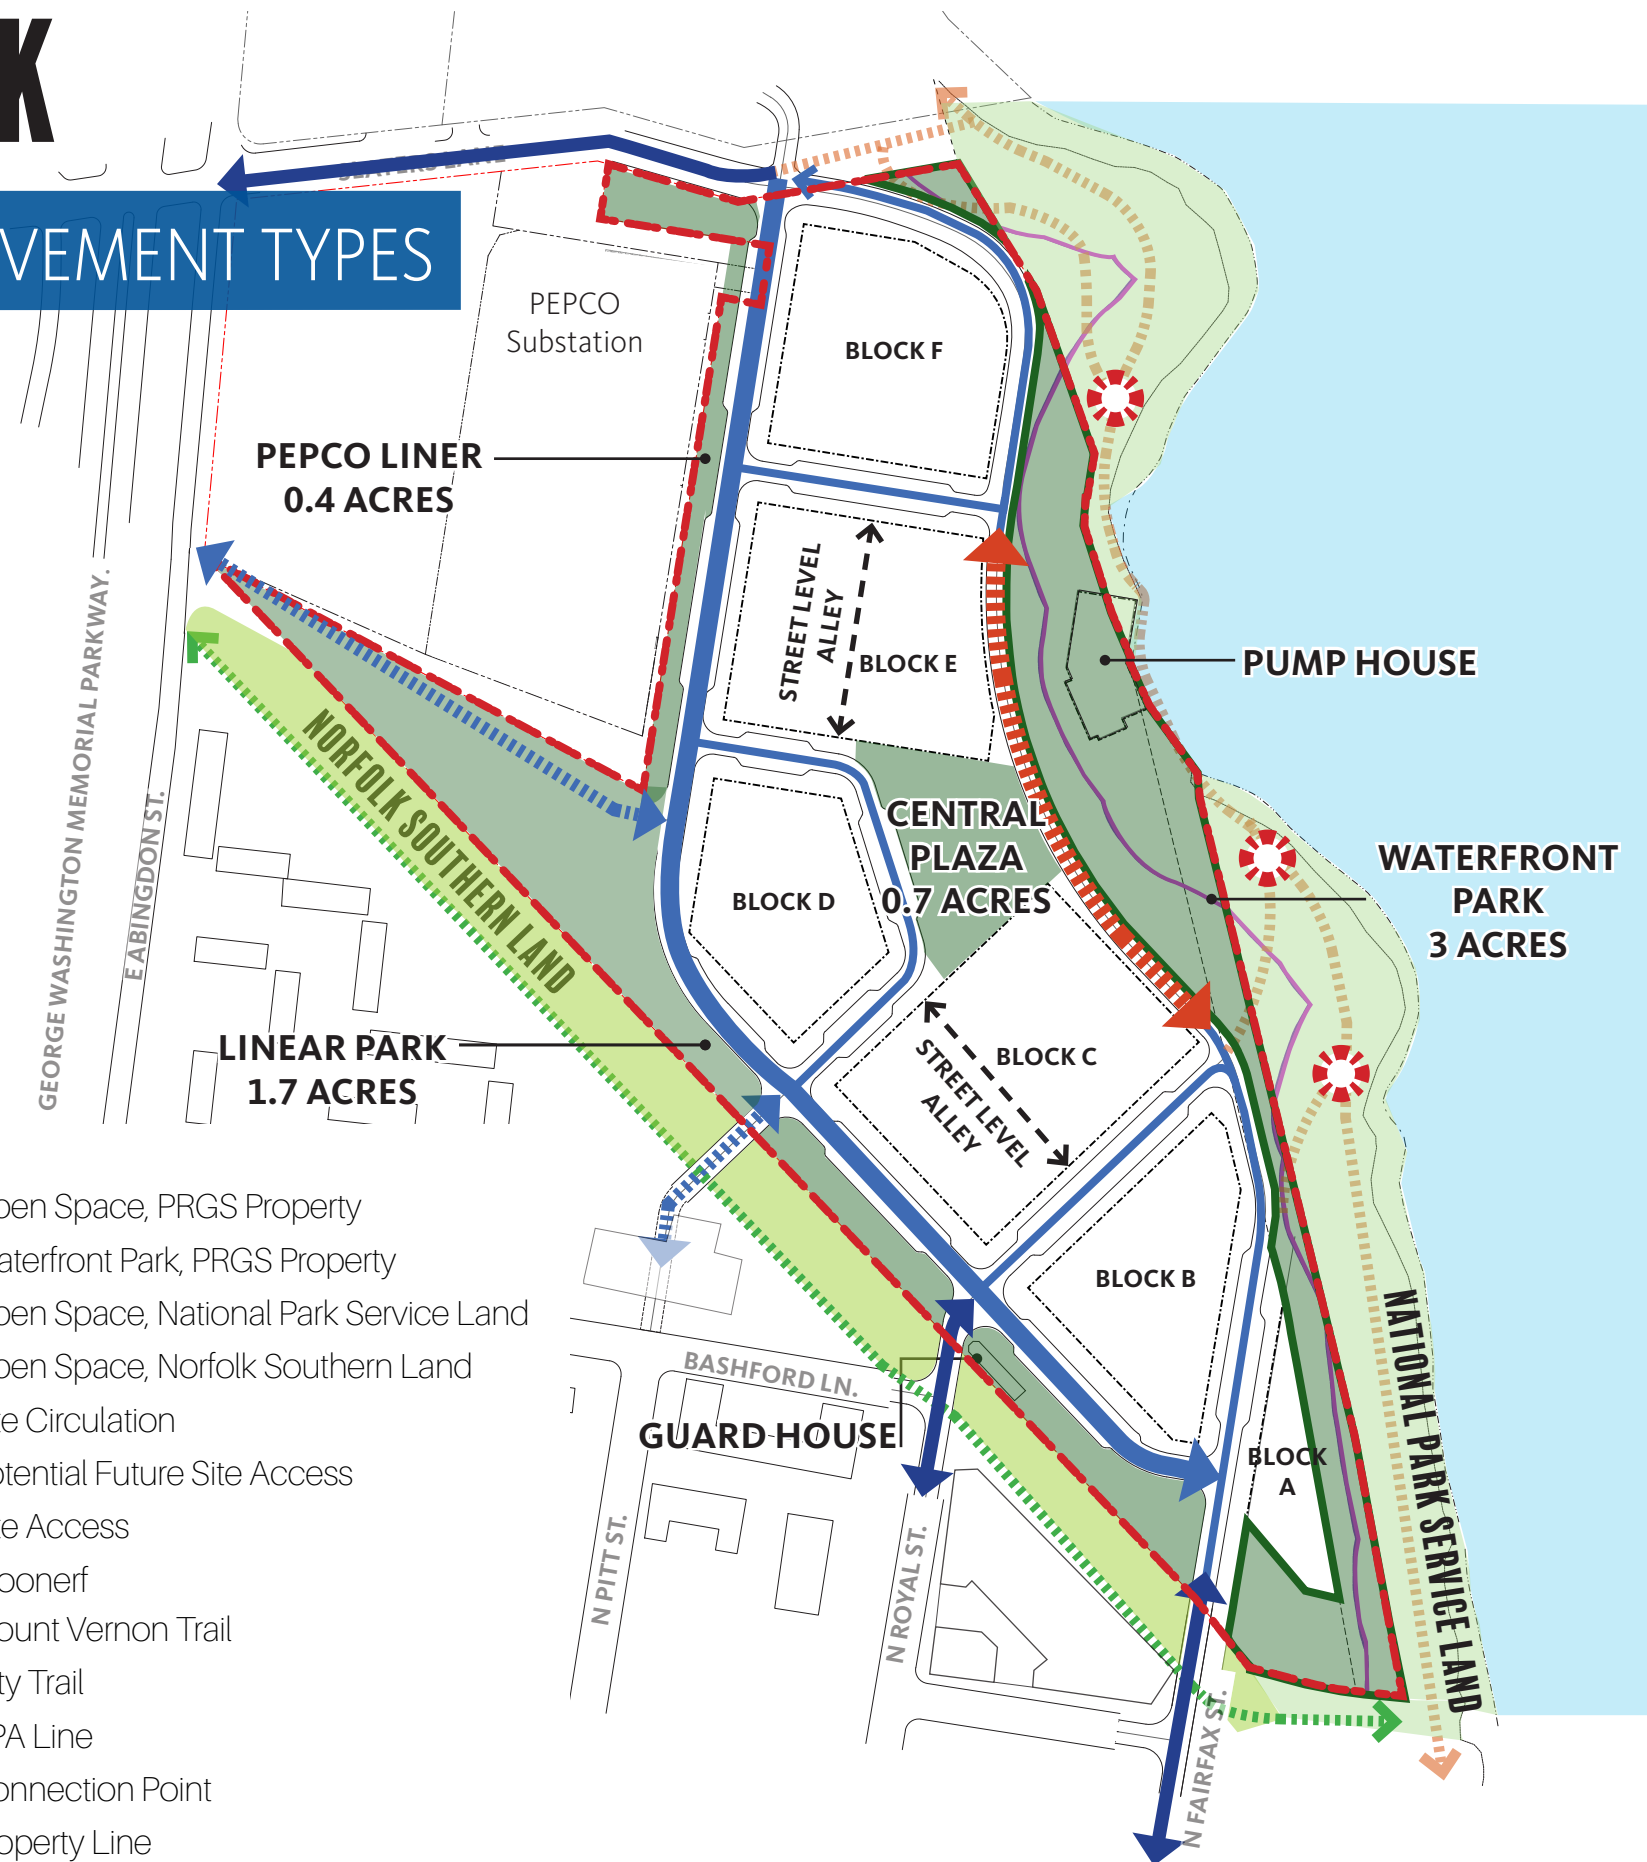 K
VEMENT TYPES
SLATERS LANE
PEPCO
Substation
BLOCK F
PEPCO LINER
0.4 ACRES
STREET LEVEL
ALLEY
BLOCK E
PUMP HOUSE
GEORGE WASHINGTON MEMORIAL PARKWAY.
E ABINGDON ST.
NORFOLK SOUTHERN LAND
CENTRAL
PLAZA
0.7 ACRES
BLOCK D
WATERFRONT
PARK
3 ACRES
LINEAR PARK
1.7 ACRES
BLOCK C
STREET LEVEL
ALLEY
BLOCK B
BASHFORD LN.
GUARD HOUSE
BLOCK
A
NATIONAL PARK SERVICE LAND
N PITT ST.
N ROYAL ST.
N FAIRFAX ST.
pen Space, PRGS Property
aterfront Park, PRGS Property
pen Space, National Park Service Land
pen Space, Norfolk Southern Land
te Circulation
otential Future Site Access
te Access
oonerf
ount Vernon Trail
ty Trail
PA Line
onnection Point
operty Line